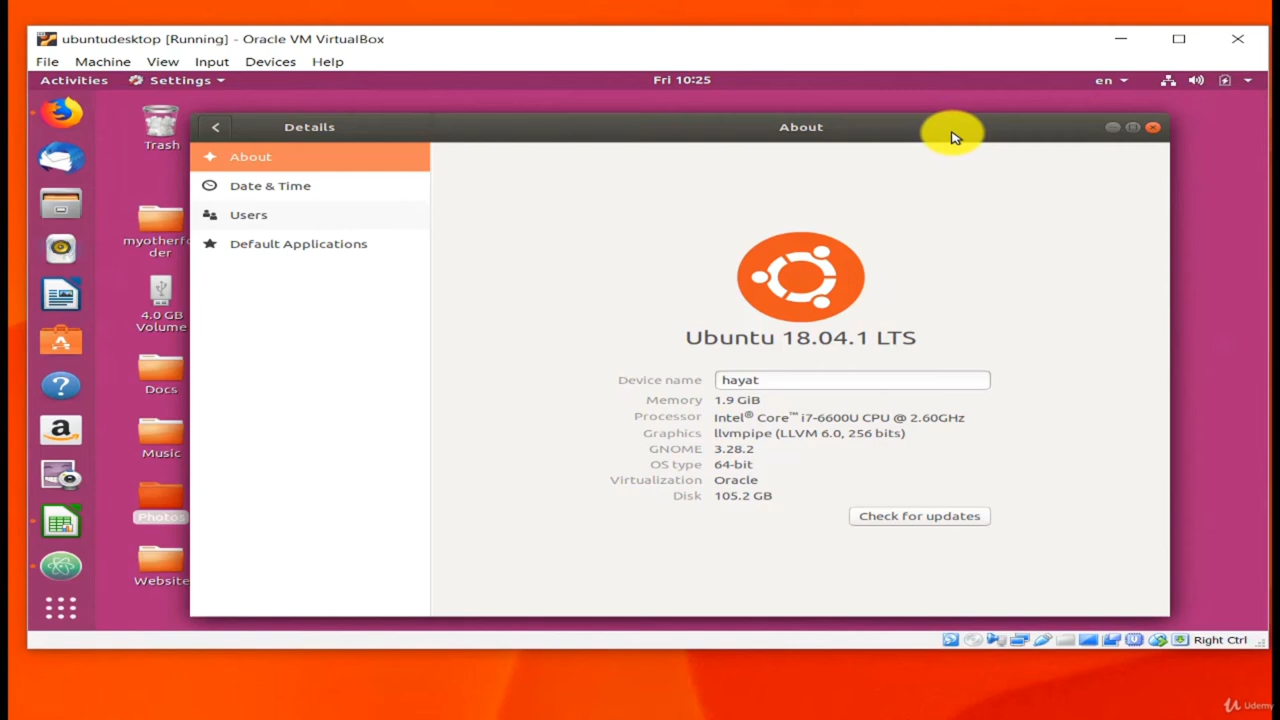 ubuntudesktop [Running] - Oracle VM VirtualBox
File Machine View Input Devices Help
Activities Settings Fri 10:25 en
Details About
Trash
myotherfo
der
4.0 GB
Volume
Docs
Music
Photos
Website
About
Date & Time
Users
Default Applications
Ubuntu 18.04.1 LTS
Device name hayat
Memory 1.9 GiB
Processor Intel® Core™ i7-6600U CPU @ 2.60GHz
Graphics llvmpipe (LLVM 6.0, 256 bits)
GNOME 3.28.2
OS type 64-bit
Virtualization Oracle
Disk 105.2 GB
Check for updates
Right Ctrl
Udemy